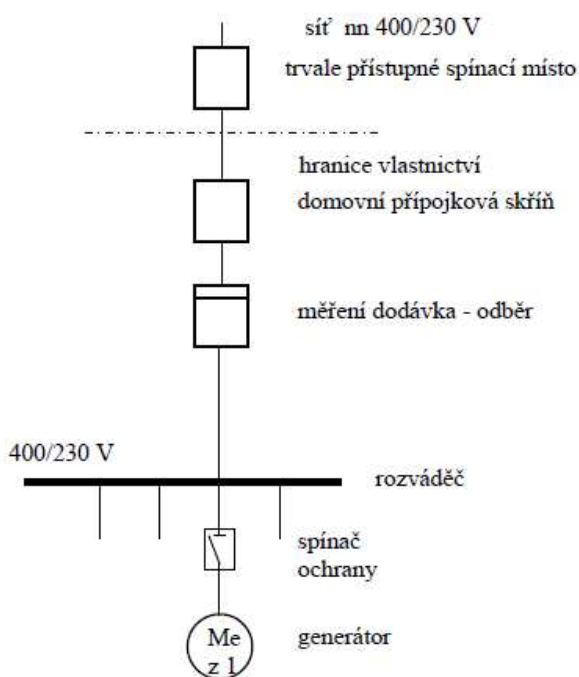 síť nn 400/230 V
trvale přístupné spínací místo
hranice vlastnictví
domovní přípojková skříň
měření dodávka - odběr
400/230 V
rozváděč
spínač
ochrany
Me
z 1
generátor